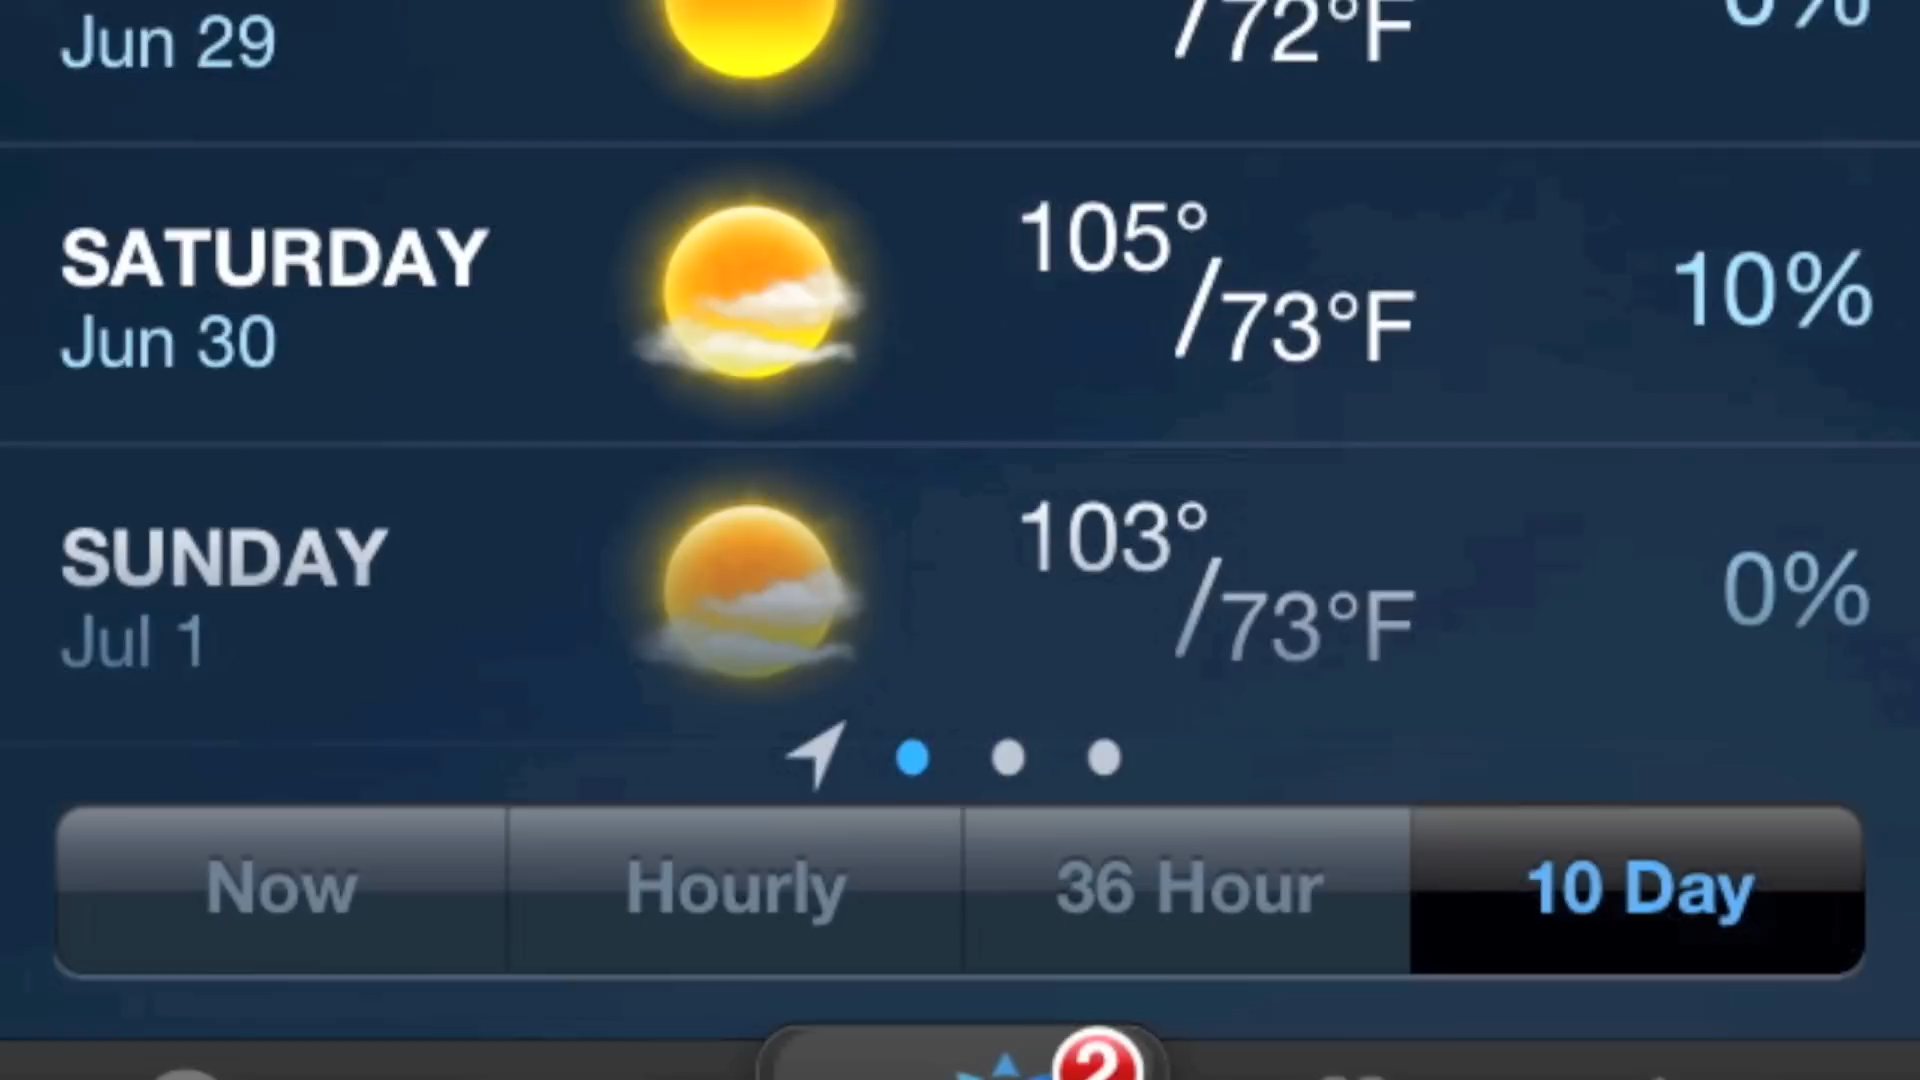 Jun 29
/72°F
0%
SATURDAY
Jun 30
105°
/73°F
10%
SUNDAY
Jul 1
103°
/73°F
0%
Now
Hourly
36 Hour
10 Day
2